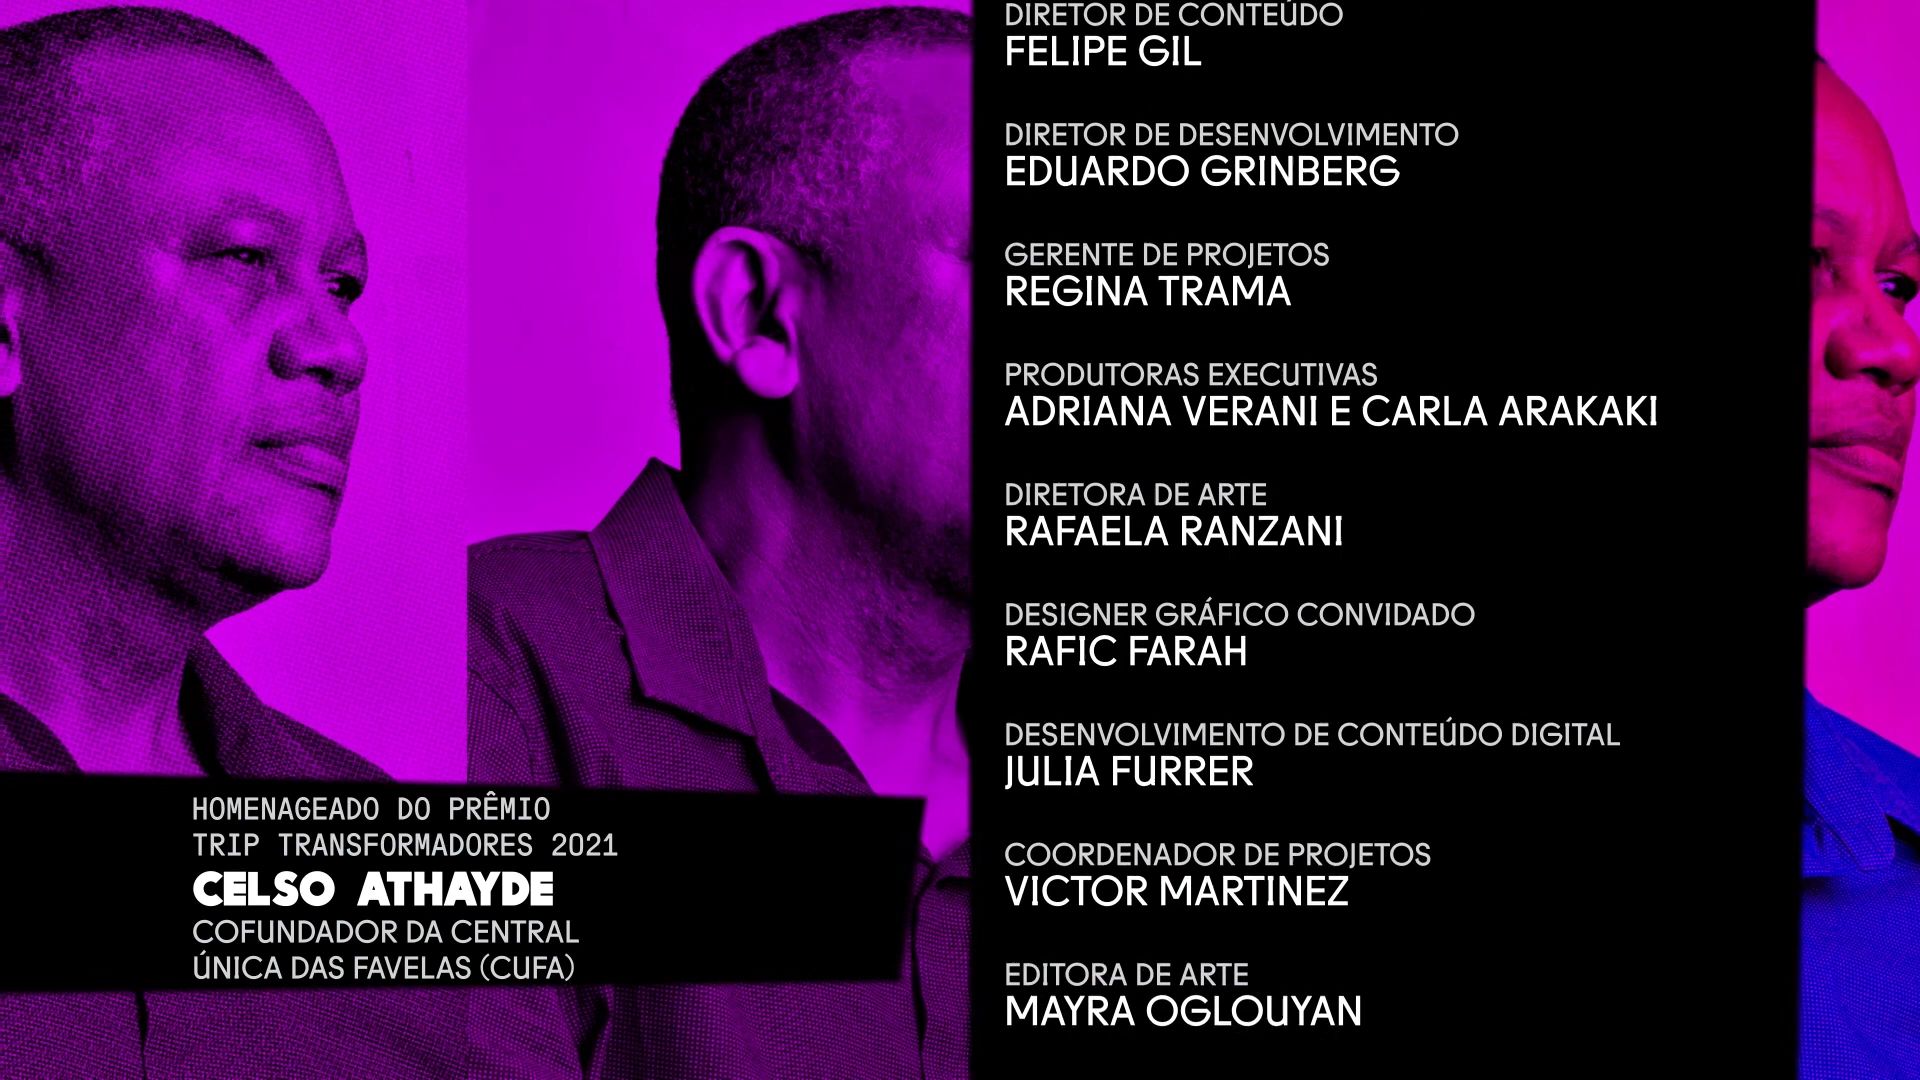 HOMENAGEADO DO PRÊMIO
TRIP TRANSFORMADORES 2021
CELSO ATHAYDE
COFUNDADOR DA CENTRAL
ÚNICA DAS FAVELAS (CUFA)
DIRETOR DE CONTEÚDO
FELIPE GIL
DIRETOR DE DESENVOLVIMENTO
EDUARDO GRINBERG
GERENTE DE PROJETOS
REGINA TRAMA
PRODUTORAS EXECUTIVAS
ADRIANA VERANI E CARLA ARAKAKI
DIRETORA DE ARTE
RAFAELA RANZANI
DESIGNER GRÁFICO CONVIDADO
RAFIC FARAH
DESENVOLVIMENTO DE CONTEÚDO DIGITAL
JULIA FURRER
COORDENADOR DE PROJETOS
VICTOR MARTINEZ
EDITORA DE ARTE
MAYRA OGLOUYAN